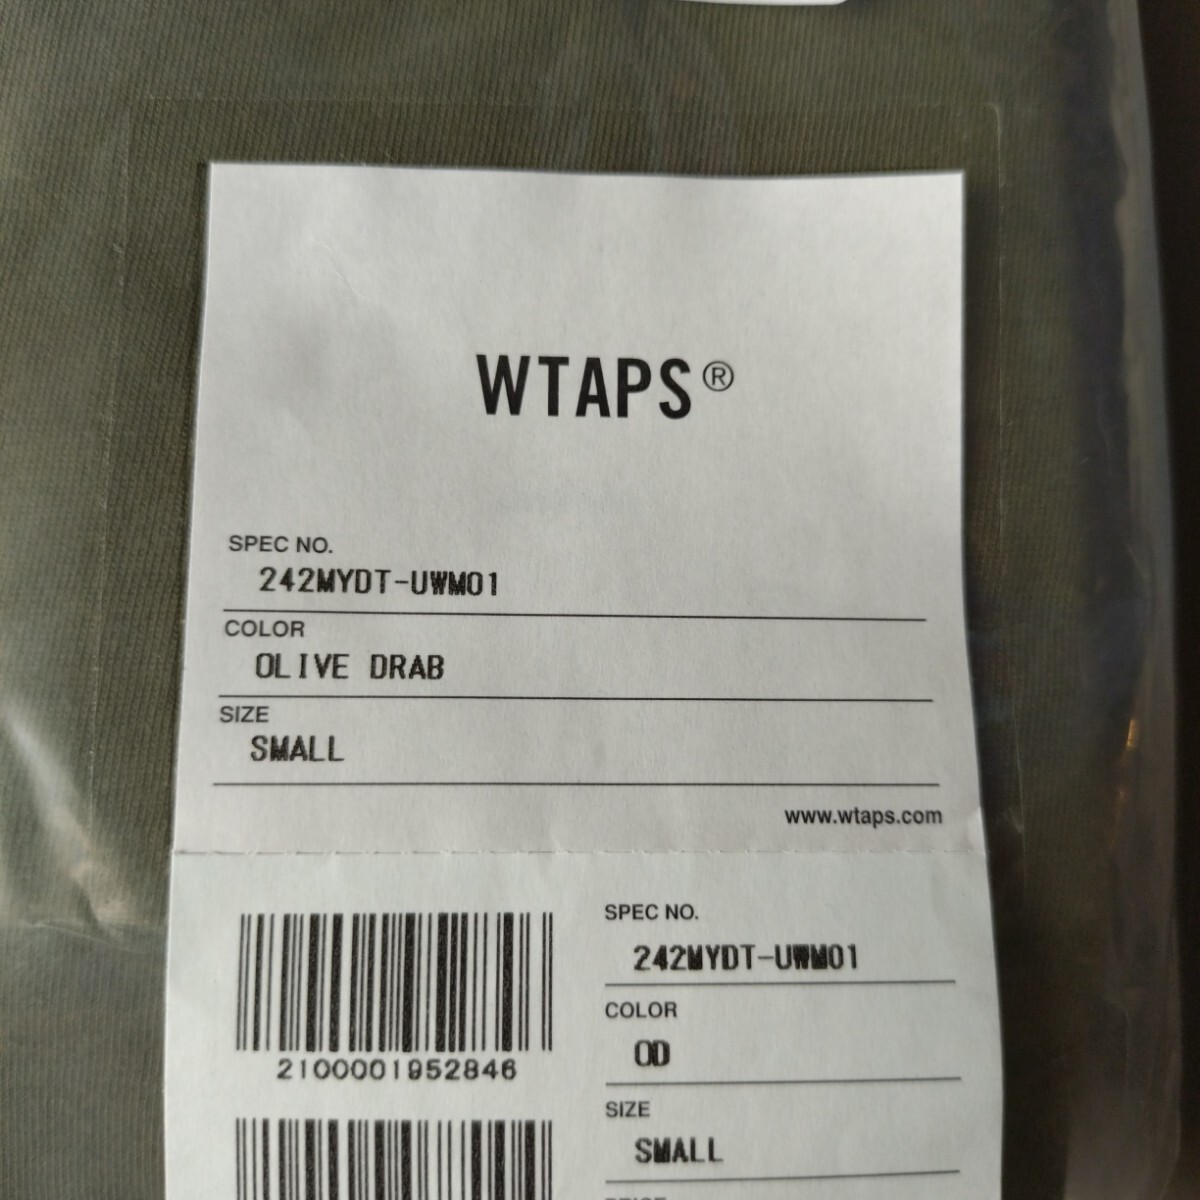 WTAPS®
SPEC NO.
242MYDT-UWM01
COLOR
OLIVE DRAB
SIZE
SMALL
www.wtaps.com
SPEC NO.
242MYDT-UWM01
COLOR
OD
SIZE
SMALL
2100001952846